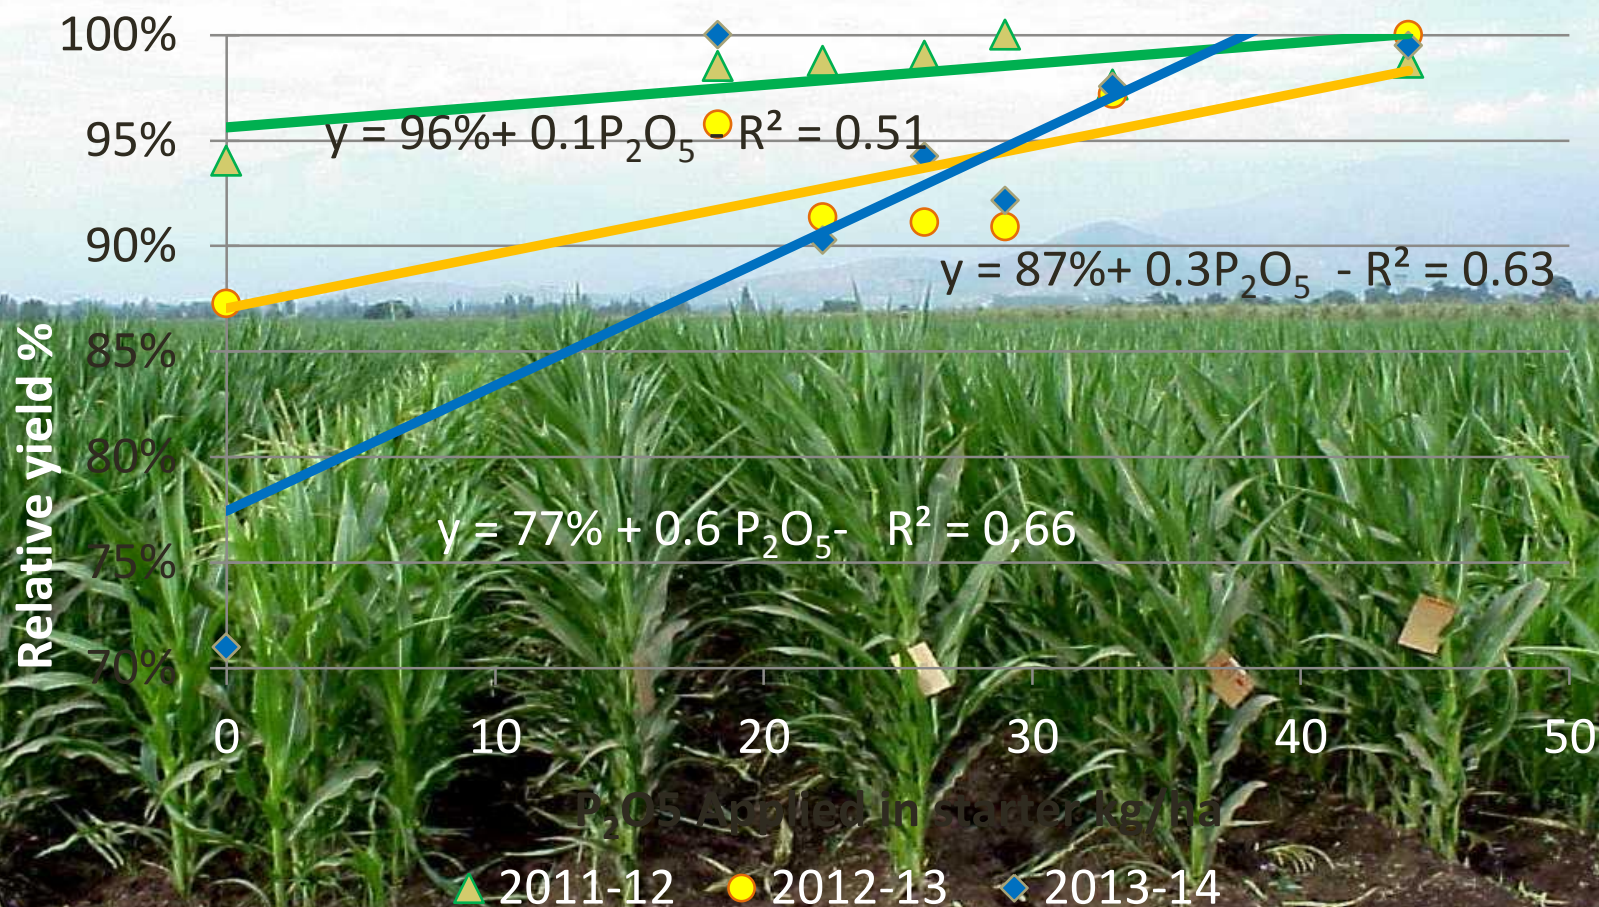 100%
95%
90%
85%
80%
75%
70%
Relative yield %
y = 96%+ 0.1P₂O₅ - R² = 0.51
y = 87%+ 0.3P₂O₅ - R² = 0.63
y = 77% + 0.6 P₂O₅- R² = 0,66
0 10 20 30 40 50
P₂O5 Applied in starter kg/ha
2011-12 2012-13 2013-14